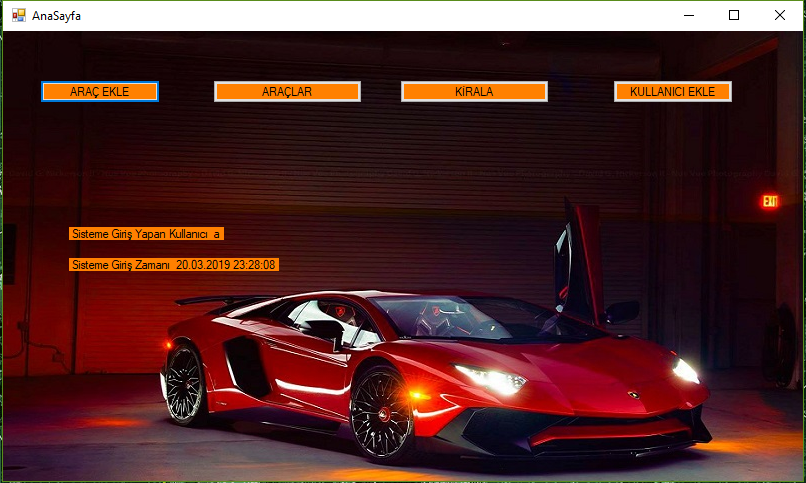 AnaSayfa
ARAÇ EKLE ARAÇLAR KİRALA KULLANICI EKLE
EXIT
Sisteme Giriş Yapan Kullanıcı a
Sisteme Giriş Zamanı 20.03.2019 23:28:08